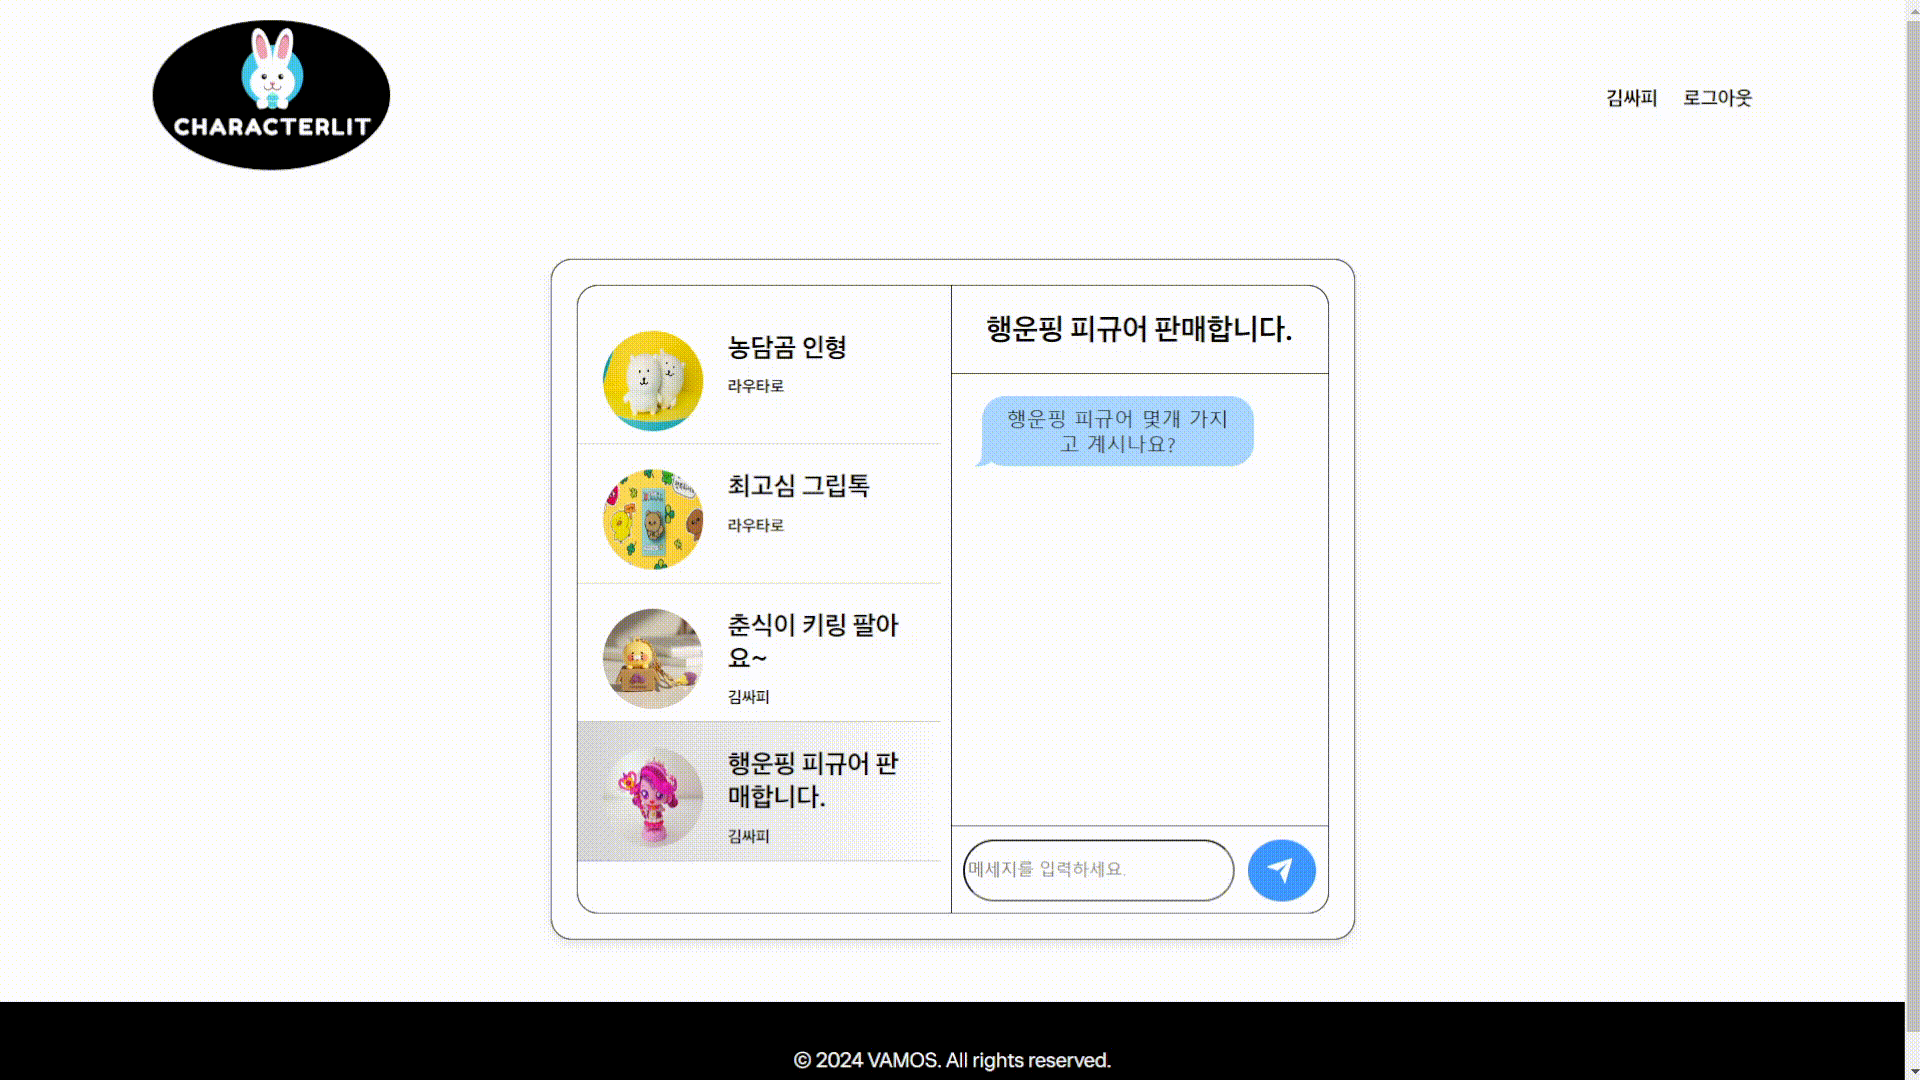 CHARACTERLIT
김싸피 로그아웃
농담곰 인형
라우타로
최고심 그립톡
라우타로
춘식이 키링 팔아
요~
김싸피
행운핑 피규어 판
매합니다.
김싸피
행운핑 피규어 판매합니다.
행운핑 피규어 몇개 가지
고 계시나요?
메세지를 입력하세요.
© 2024 VAMOS. All rights reserved.